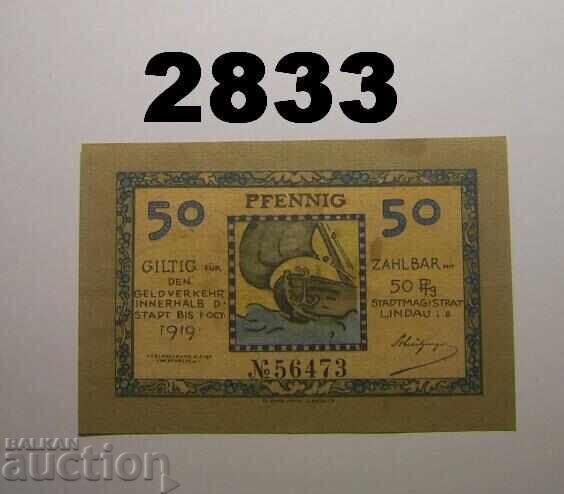 2833
PFENNIG
50
50
GILTIG FÜR
DEN
GELDVERKEHR
INNERHALB D.
STADT BIS 1. OCT.
1919
ZAHLBAR MIT
50 Pfg
STADTMAGISTRAT
LINDAU i. B
№ 56473
BALKAN
auction